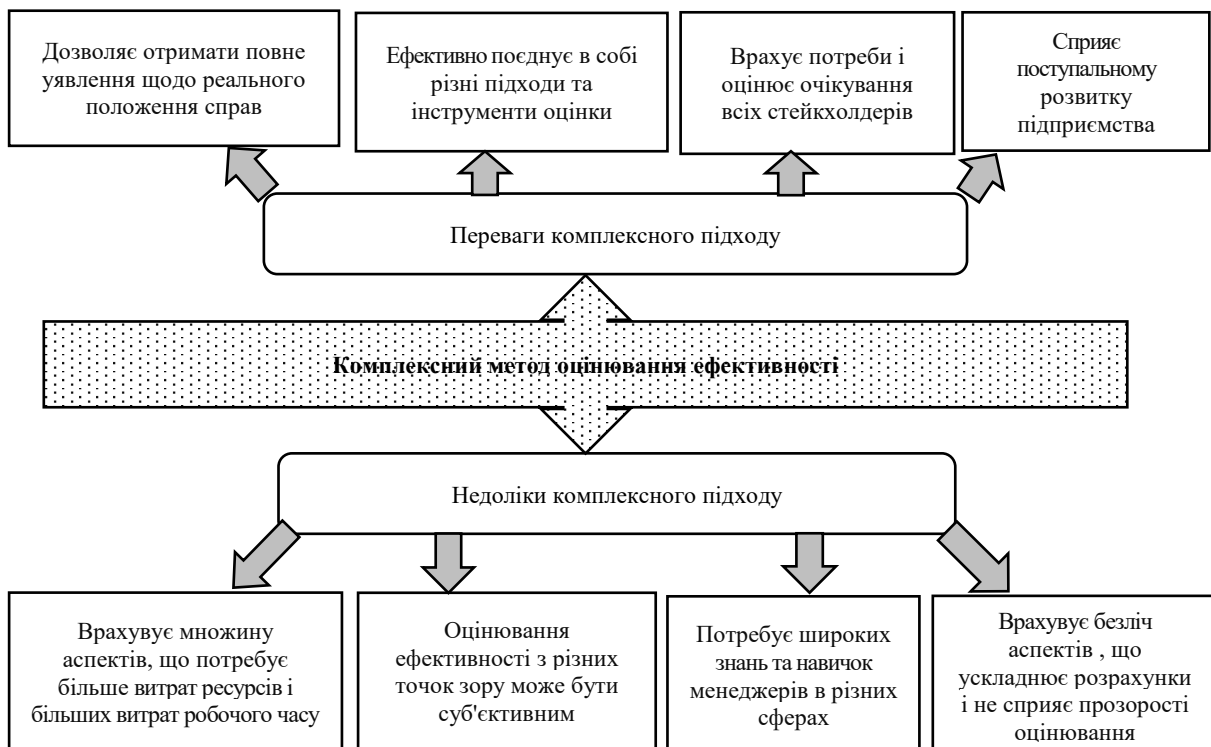 Дозволяє отримати повне
уявлення щодо реального
положення справ
Ефективно поєднує в собі
різні підходи та
інструменти оцінки
Врахує потреби і
оцінює очікування
всіх стейкхолдерів
Сприяє
поступальному
розвитку
підприємства
Переваги комплексного підходу
Комплексний метод оцінювання ефективності
Недоліки комплексного підходу
Врахувує множину
аспектів, що потребує
більше витрат ресурсів і
більших витрат робочого часу
Оцінювання
ефективності з різних
точок зору може бути
суб'єктивним
Потребує широких
знань та навичок
менеджерів в різних
сферах
Врахувує безліч
аспектів , що
ускладнює розрахунки
і не сприяє прозорості
оцінювання